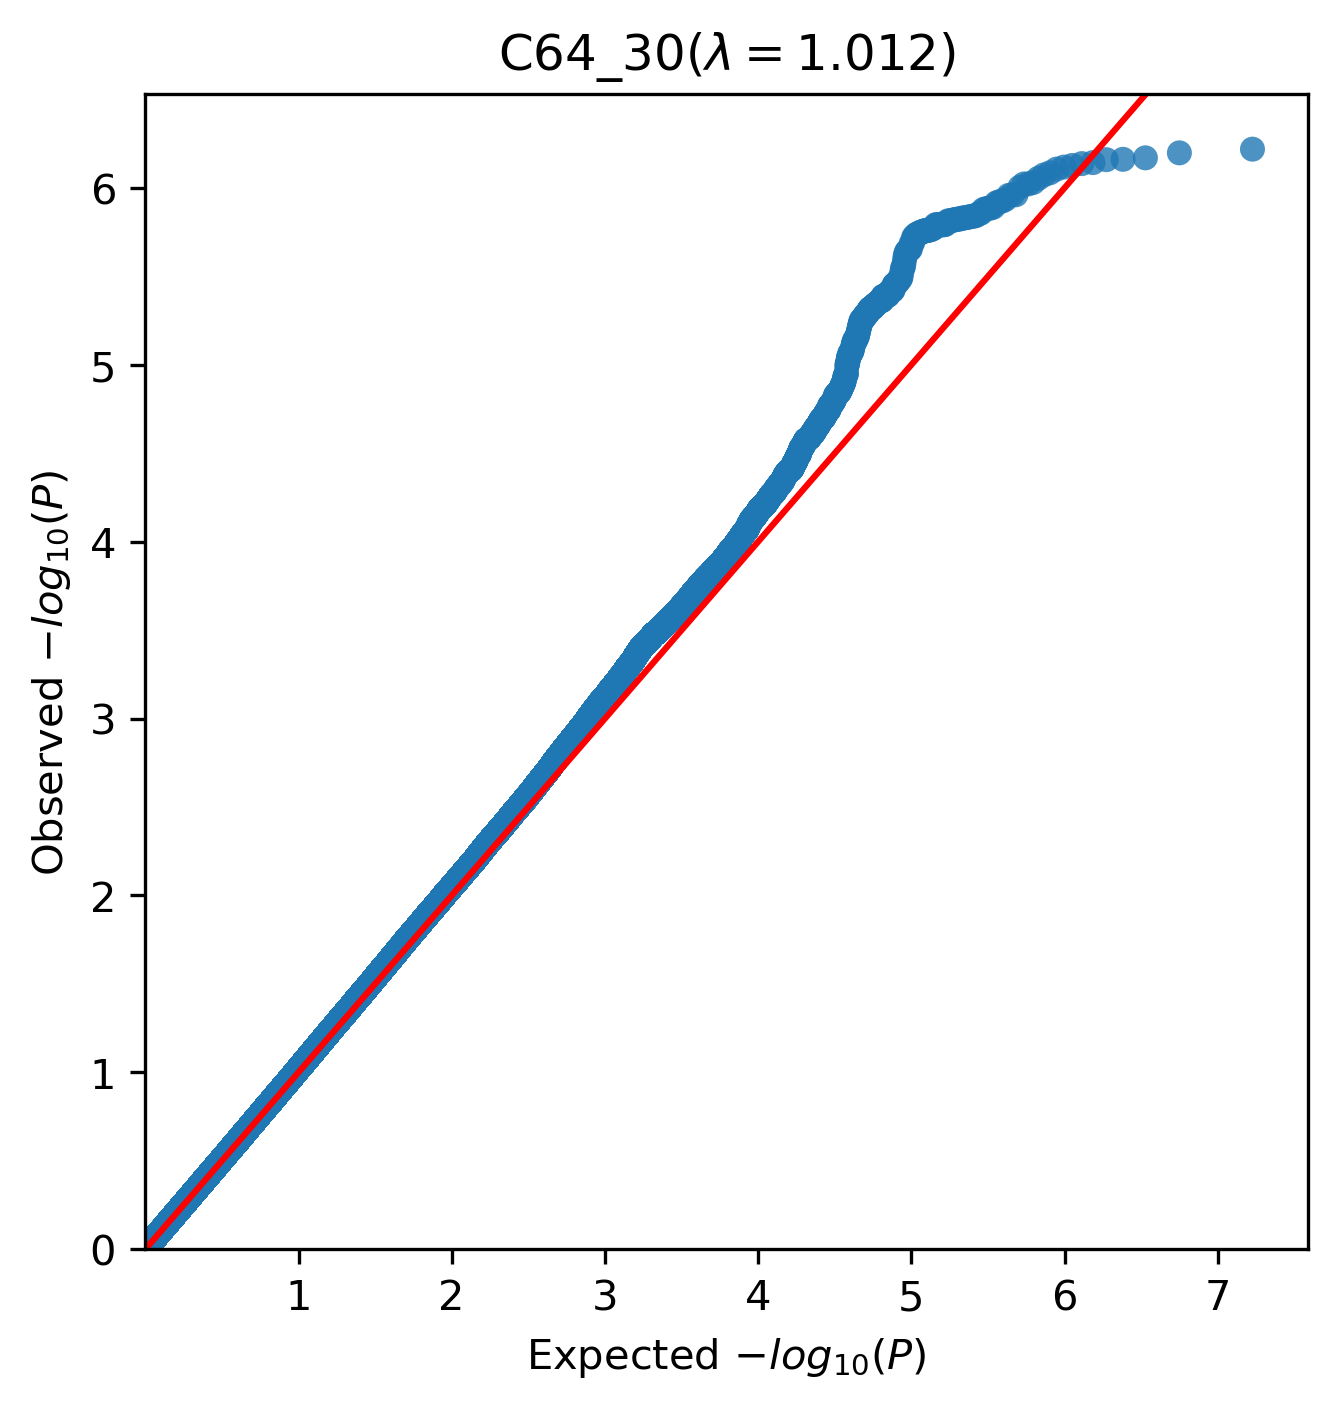 C64_30(λ = 1.012)
Observed −log₁₀(P)
6
5
4
3
2
1
0
1 2 3 4 5 6 7
Expected −log₁₀(P)